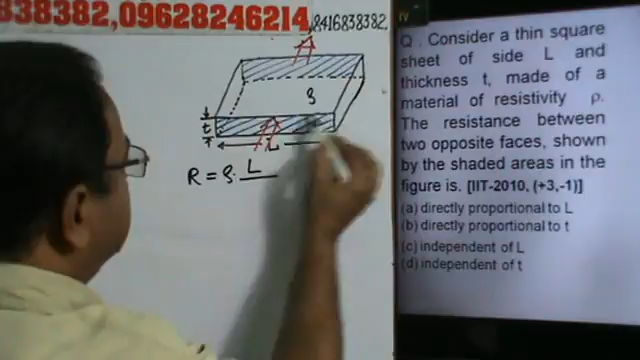 838382,09628246214,8416838382.
ρ
t
L
R = ρ. L
IV
Q. Consider a thin square
sheet of side L and
thickness t, made of a
material of resistivity ρ.
The resistance between
two opposite faces, shown
by the shaded areas in the
figure is. [IIT-2010, (+3,-1)]
(a) directly proportional to L
(b) directly proportional to t
(c) independent of L
(d) independent of t